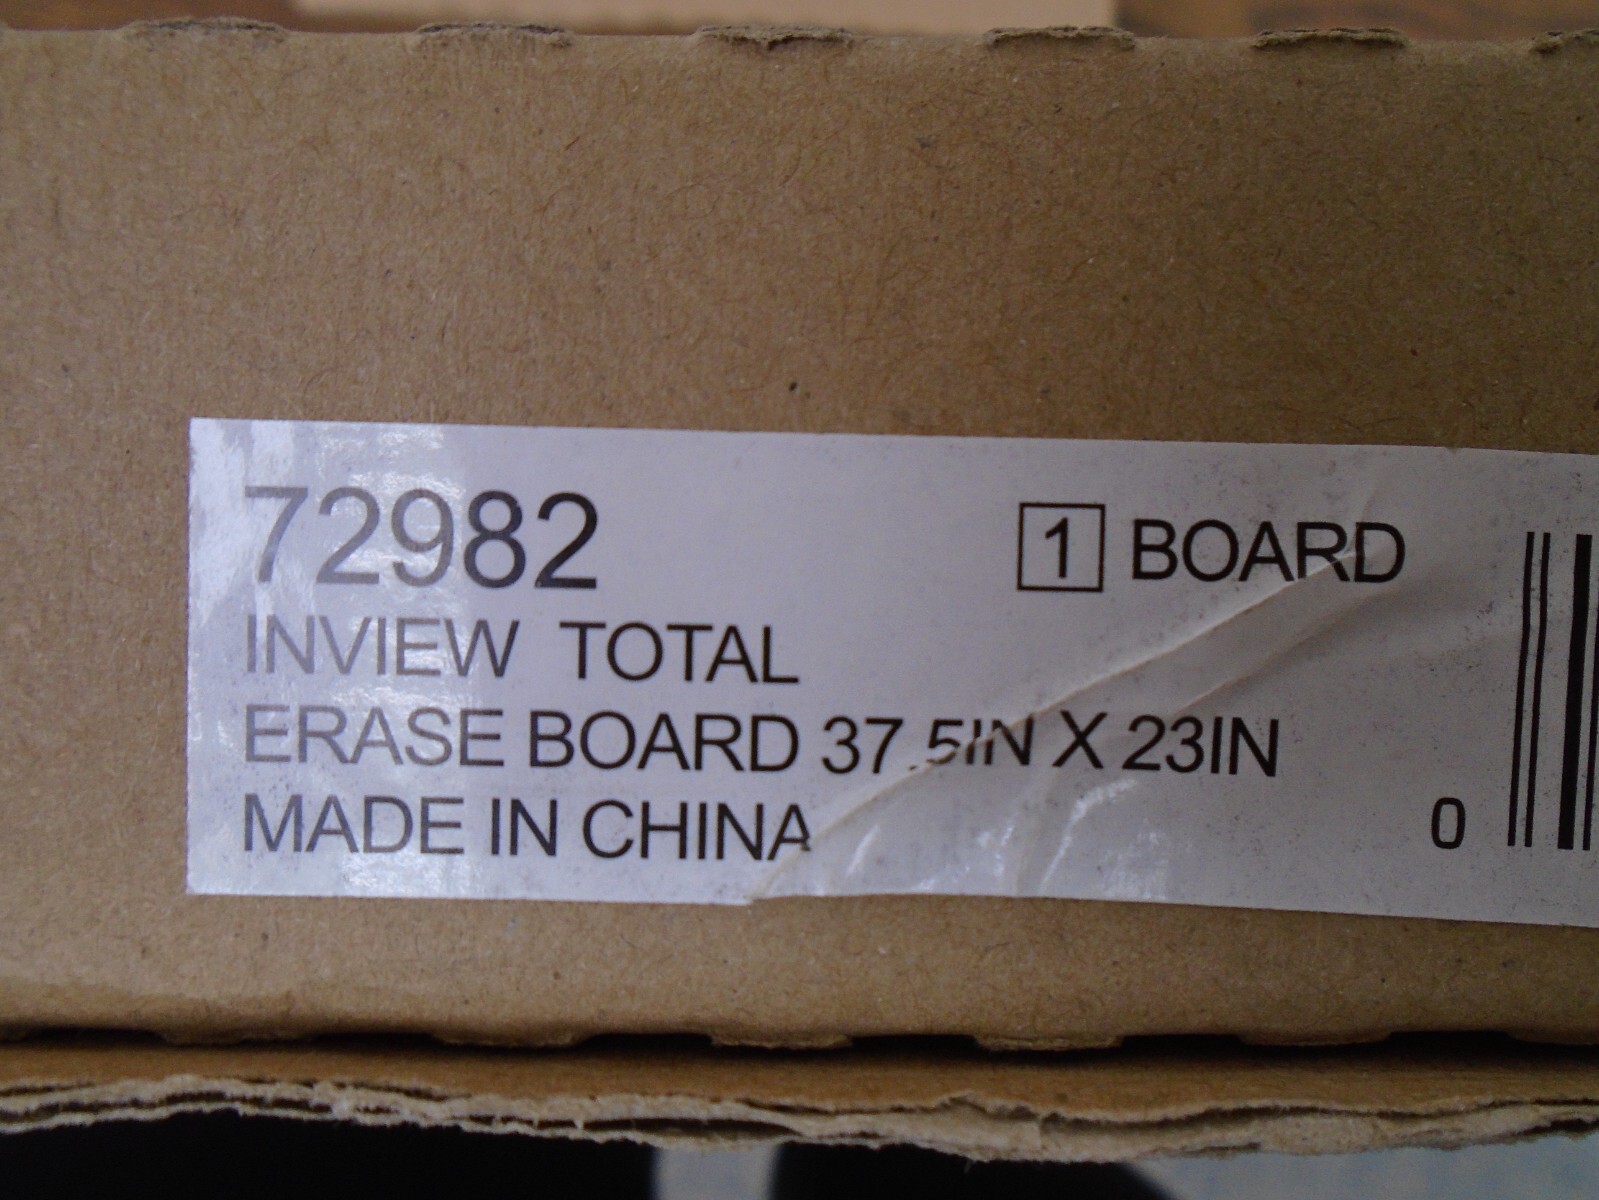 72982 1 BOARD
INVIEW TOTAL
ERASE BOARD 37.5IN X 23IN
MADE IN CHINA
0